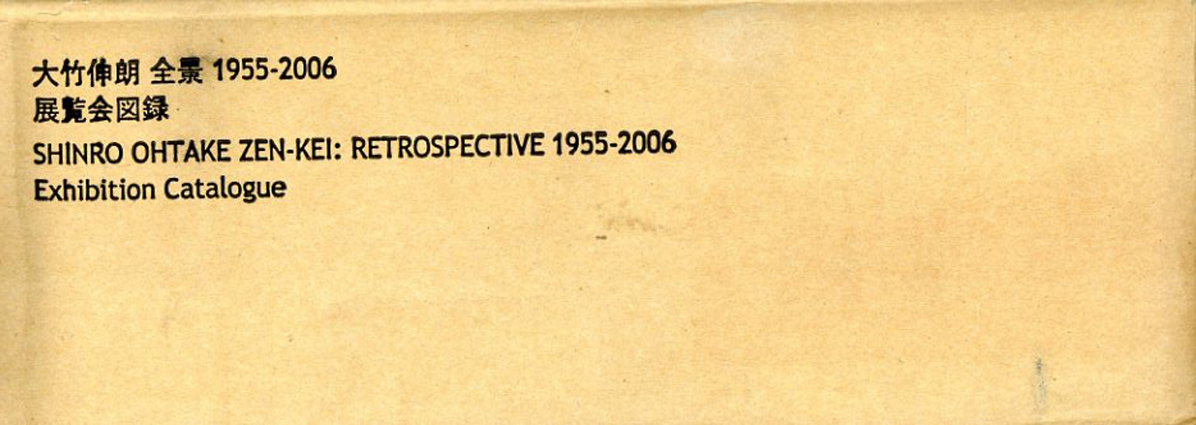 大竹伸朗 全景 1955-2006
展覧会図録
SHINRO OHTAKE ZEN-KEI: RETROSPECTIVE 1955-2006
Exhibition Catalogue